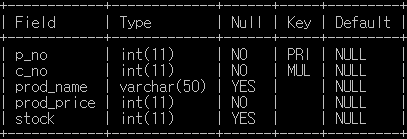 | Field | Type | Null | Key | Default |
| p_no | int(11) | NO | PRI | NULL |
| c_no | int(11) | NO | MUL | NULL |
| prod_name | varchar(50) | YES | | NULL |
| prod_price | int(11) | NO | | NULL |
| stock | int(11) | YES | | NULL |